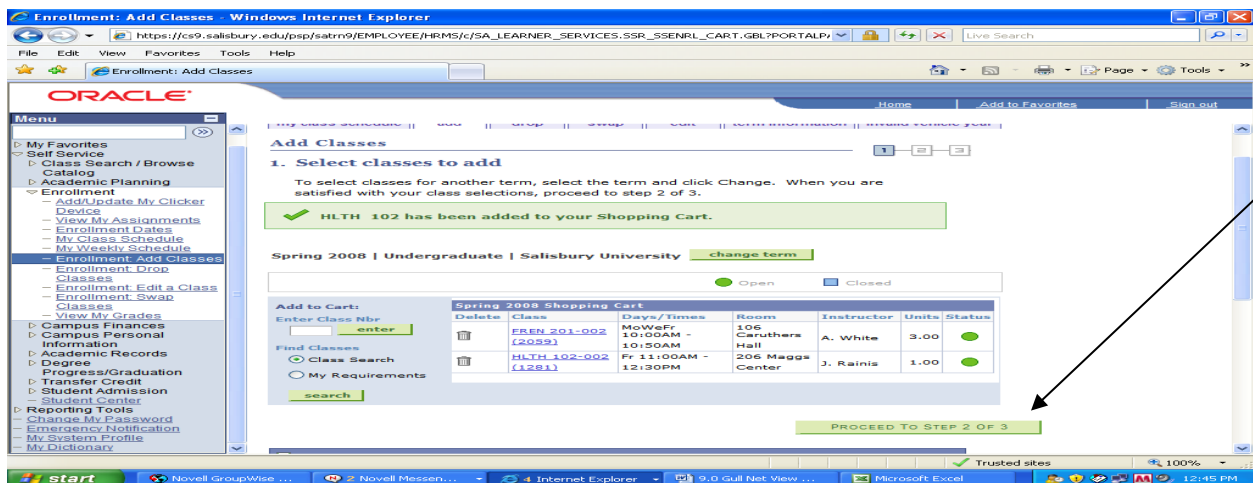 Enrollment: Add Classes - Windows Internet Explorer
https://cs9.salisbury.edu/psp/satrn9/EMPLOYEE/HRMS/c/SA_LEARNER_SERVICES.SSR_SSENRL_CART.GBL?PORTALP
Live Search
File Edit View Favorites Tools Help
Enrollment: Add Classes
Page Tools
ORACLE
Home Add to Favorites Sign out
Menu
My Favorites
Self Service
Class Search / Browse
Catalog
Academic Planning
Enrollment
Add/Update My Clicker
Device
View My Assignments
Enrollment Dates
My Class Schedule
My Weekly Schedule
Enrollment: Add Classes
Enrollment: Drop
Classes
Enrollment: Edit a Class
Enrollment: Swap
Classes
View My Grades
Campus Finances
Campus Personal
Information
Academic Records
Degree
Progress/Graduation
Transfer Credit
Student Admission
Student Center
Reporting Tools
Change My Password
Emergency Notification
My System Profile
My Dictionary
my class schedule || add || drop || swap || edit || term information || invalid vehicle year
Add Classes
1 2 3
1. Select classes to add
To select classes for another term, select the term and click Change. When you are
satisfied with your class selections, proceed to step 2 of 3.
HLTH 102 has been added to your Shopping Cart.
Spring 2008 | Undergraduate | Salisbury University change term
Open Closed
Add to Cart:
Enter Class Nbr
enter
Find Classes
Class Search
My Requirements
search
Spring 2008 Shopping Cart
Delete Class Days/Times Room Instructor Units Status
FREN 201-002 (2059) MoWeFr 10:00AM - 10:50AM 106 Caruthers Hall A. White 3.00
HLTH 102-002 (1281) Fr 11:00AM - 12:30PM 206 Maggs Center J. Rainis 1.00
PROCEED TO STEP 2 OF 3
Trusted sites 100%
start Novell GroupWise ... 2 Novell Messen... 4 Internet Explorer 9.0 Gull Net View ... Microsoft Excel 12:45 PM